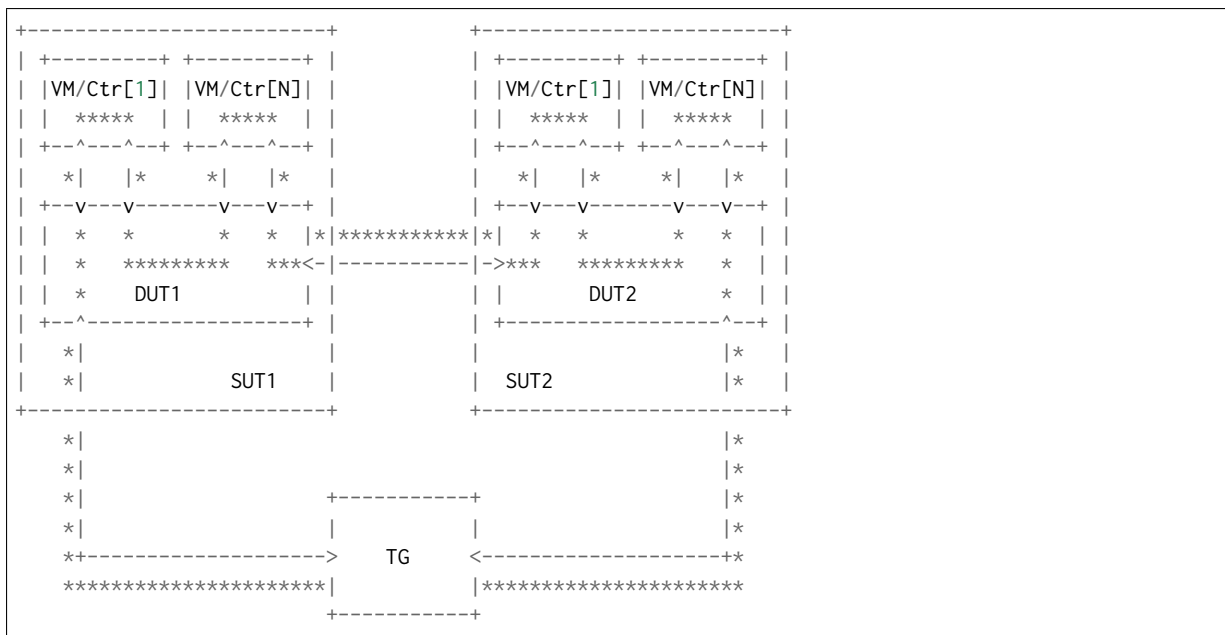 +-------------------------+           +-------------------------+
| +---------+ +---------+ |           | +---------+ +---------+ |
| |VM/Ctr[1]| |VM/Ctr[N]| |           | |VM/Ctr[1]| |VM/Ctr[N]| |
| |  *****  | |  *****  | |           | |  *****  | |  *****  | |
| +--^---^--+ +--^---^--+ |           | +--^---^--+ +--^---^--+ |
|   *|   |*     *|   |*   |           |   *|   |*     *|   |*   |
| +--v---v-------v---v--+ |           | +--v---v-------v---v--+ |
| |  *   *       *   *  |*|***********|*|  *   *       *   *  | |
| |  *   *********   ***<-|-----------|->***   *********   *  | |
| |  *    DUT1          | |           | |       DUT2       *  | |
| +--^------------------+ |           | +------------------^--+ |
|   *|                    |           |                    |*   |
|   *|            SUT1    |           |  SUT2              |*   |
+-------------------------+           +-------------------------+
    *|                                                     |*
    *|                                                     |*
    *|                    +-----------+                    |*
    *|                    |           |                    |*
    *+-------------------->    TG     <--------------------+*
    **********************|           |**********************
                          +-----------+